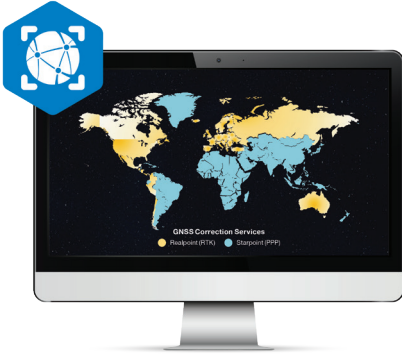 GNSS Correction Services
Realpoint (RTK) Starpoint (PPP)